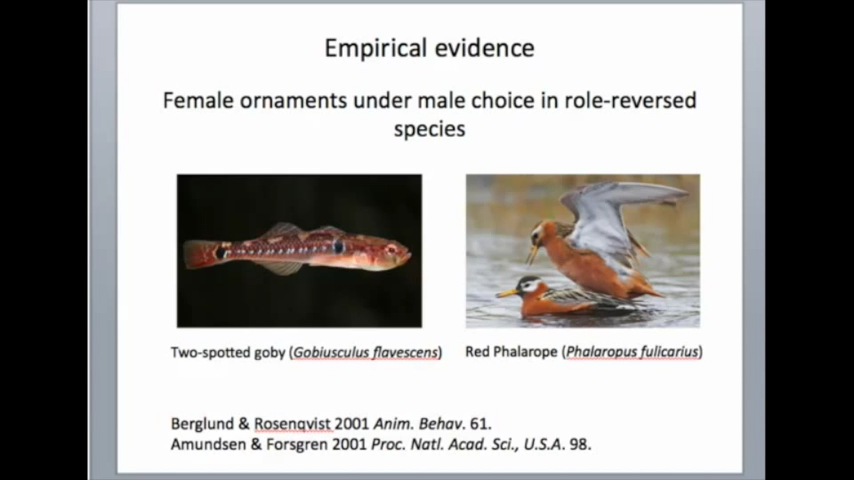 Empirical evidence
Female ornaments under male choice in role-reversed
species
Two-spotted goby (Gobiusculus flavescens)
Red Phalarope (Phalaropus fulicarius)
Berglund & Rosenqvist 2001 Anim. Behav. 61.
Amundsen & Forsgren 2001 Proc. Natl. Acad. Sci., U.S.A. 98.